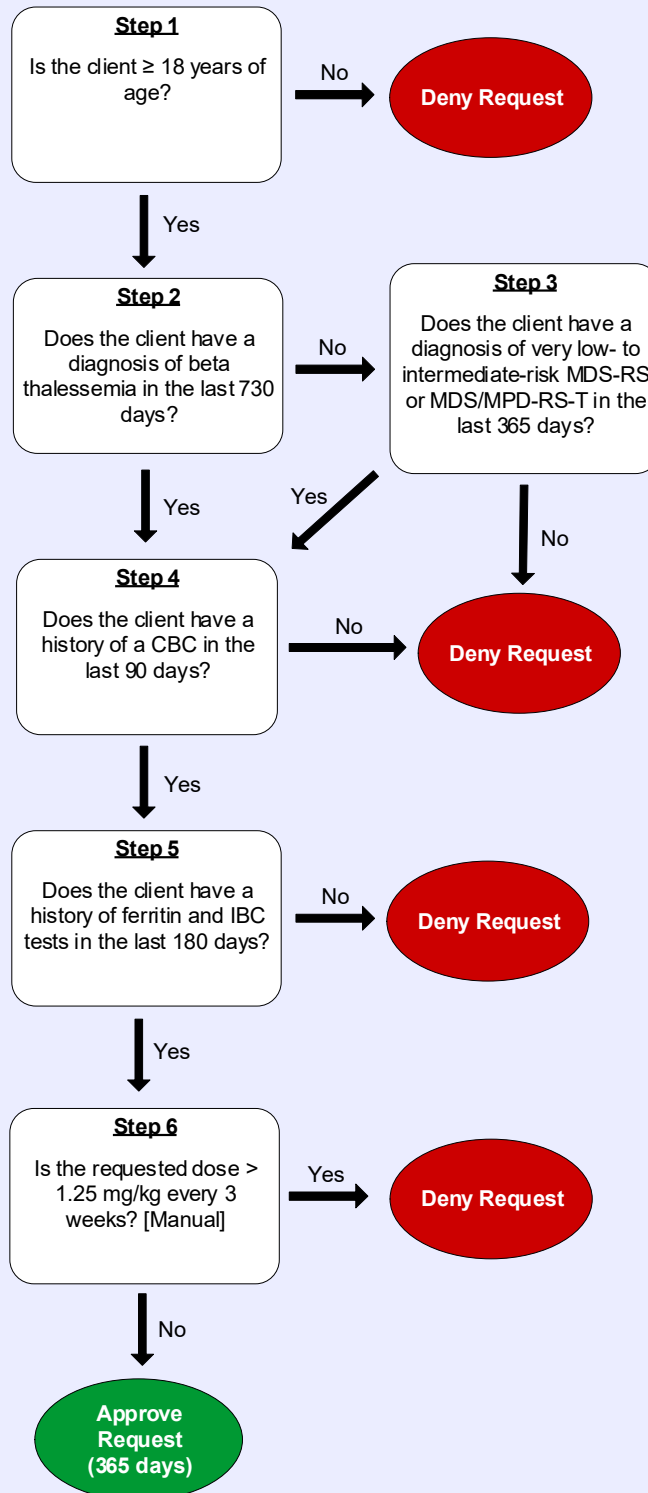 Step 1
Is the client ≥ 18 years of
age?
No
Deny Request
Yes
Step 2
Does the client have a
diagnosis of beta
thalassemia in the last 730
days?
No
Step 3
Does the client have a
diagnosis of very low- to
intermediate-risk MDS-RS
or MDS/MPD-RS-T in the
last 365 days?
Yes
Yes
No
Step 4
Does the client have a
history of a CBC in the
last 90 days?
No
Deny Request
Yes
Step 5
Does the client have a
history of ferritin and IBC
tests in the last 180 days?
No
Deny Request
Yes
Step 6
Is the requested dose >
1.25 mg/kg every 3
weeks? [Manual]
Yes
Deny Request
No
Approve
Request
(365 days)